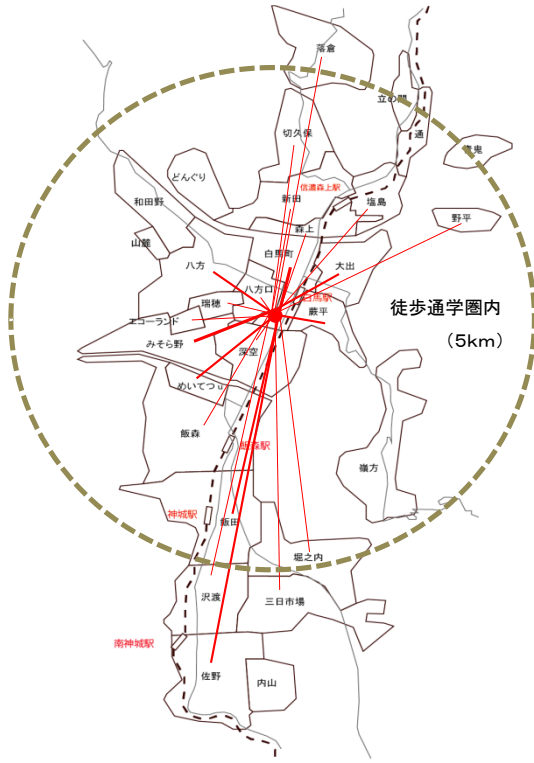 落倉
立の間
通
切久保
青鬼
どんぐり
信濃森上駅
和田野
新田
塩島
野平
森上
山麓
白馬町
八方
大出
八方口
白馬駅
瑞穂
徒歩通学圏内
エコーランド
蕨平
みそら野
（5km）
深空
めいてつ
飯森
飯森駅
嶺方
神城駅
飯田
堀之内
沢渡
三日市場
南神城駅
佐野
内山